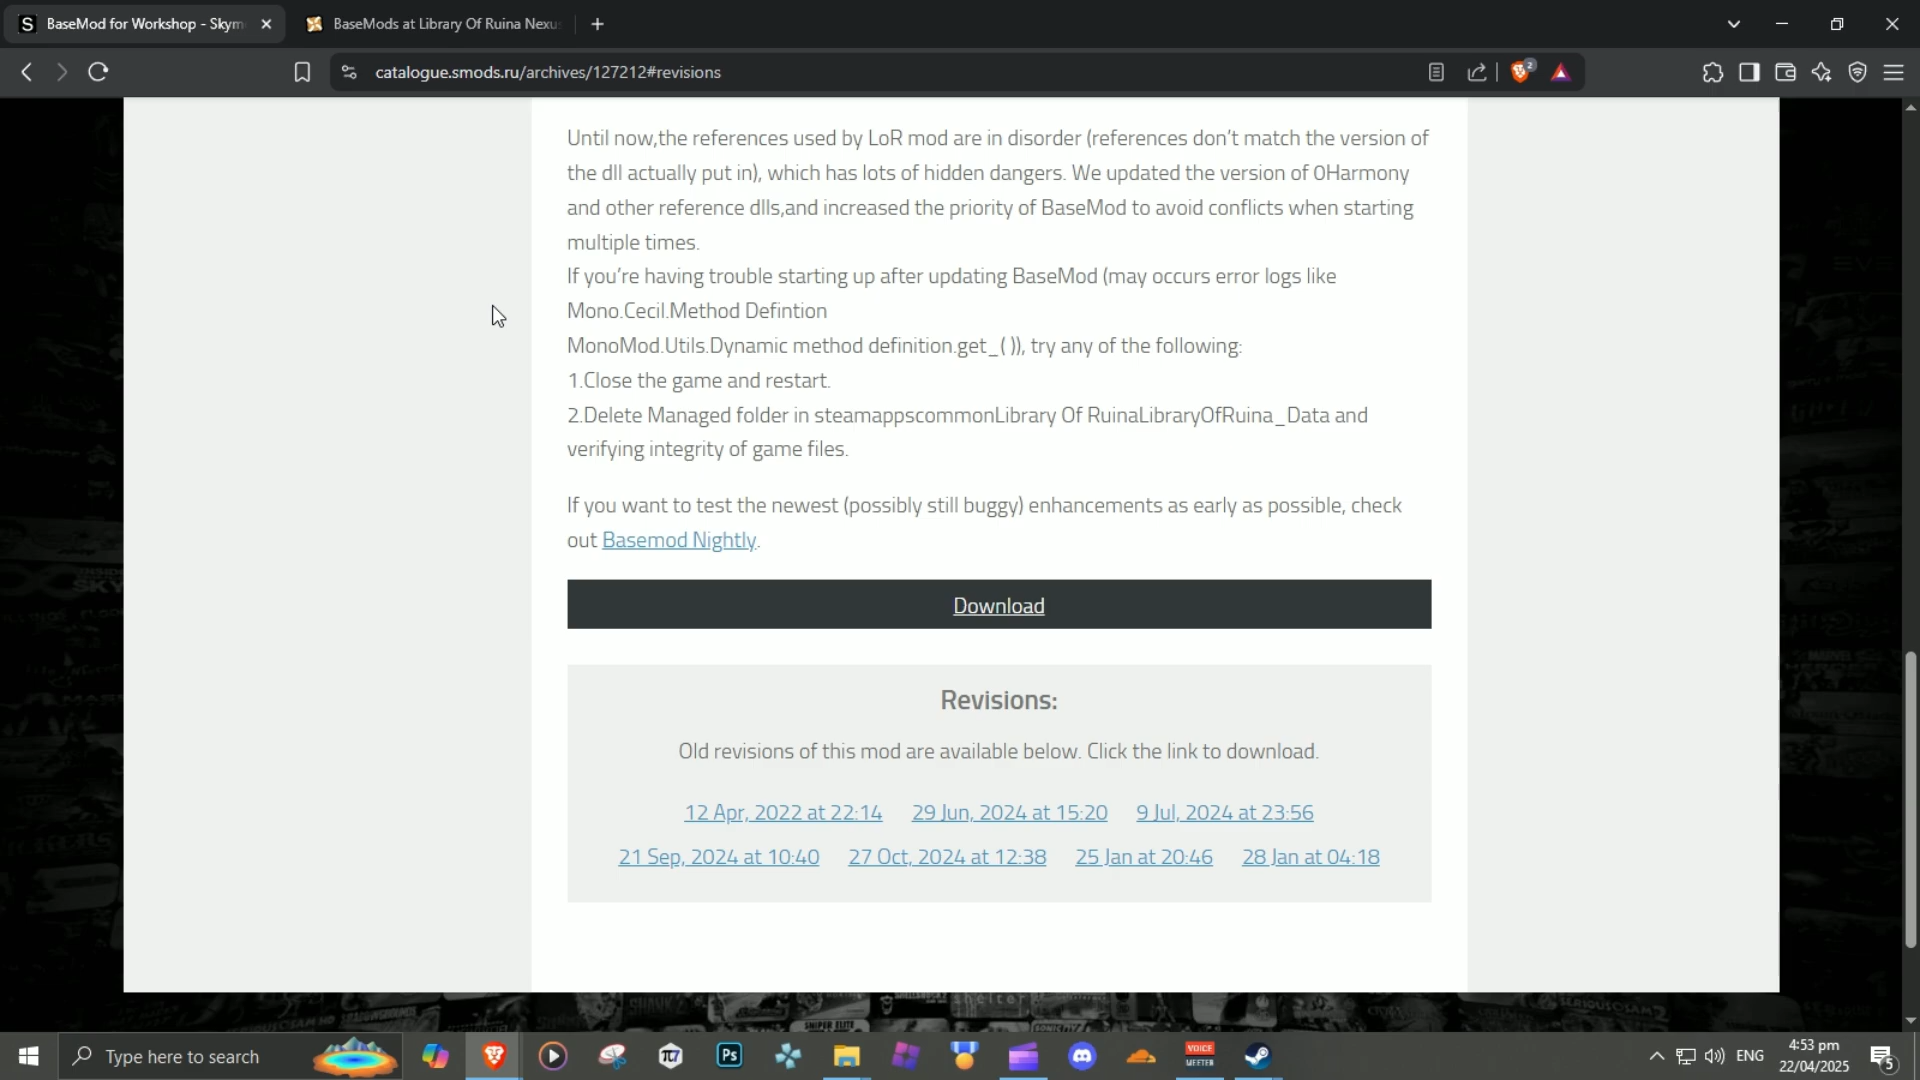 BaseMod for Workshop - Skym
BaseMods at Library Of Ruina Nexu
catalogue.smods.ru/archives/127212#revisions
2
Until now,the references used by LoR mod are in disorder (references don't match the version of
the dll actually put in), which has lots of hidden dangers. We updated the version of 0Harmony
and other reference dlls,and increased the priority of BaseMod to avoid conflicts when starting
multiple times.
If you're having trouble starting up after updating BaseMod (may occurs error logs like
Mono.Cecil.Method Defintion
MonoMod.Utils.Dynamic method definition.get_( )), try any of the following:
1.Close the game and restart.
2.Delete Managed folder in steamappscommonLibrary Of RuinaLibraryOfRuina_Data and
verifying integrity of game files.
If you want to test the newest (possibly still buggy) enhancements as early as possible, check
out Basemod Nightly.
Download
Revisions:
Old revisions of this mod are available below. Click the link to download.
12 Apr, 2022 at 22:14 29 Jun, 2024 at 15:20 9 Jul, 2024 at 23:56
21 Sep, 2024 at 10:40 27 Oct, 2024 at 12:38 25 Jan at 20:46 28 Jan at 04:18
Type here to search
Ps
VOICE
MEETER
ENG
4:53 pm
22/04/2025
5